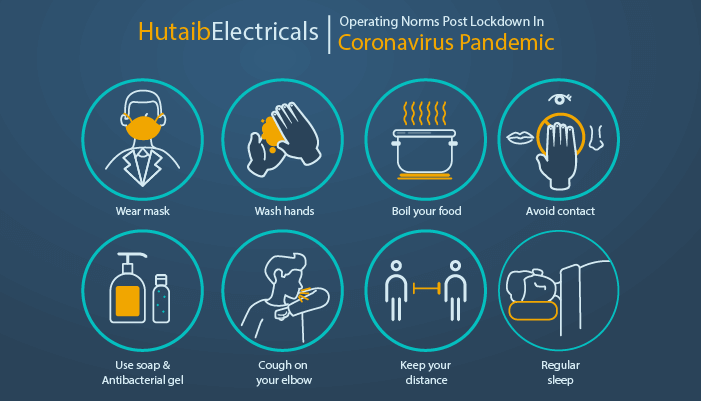 HutaibElectricals
Operating Norms Post Lockdown In
Coronavirus Pandemic
Wear mask
Wash hands
Boil your food
Avoid contact
Use soap &
Antibacterial gel
Cough on
your elbow
Keep your
distance
Regular
sleep